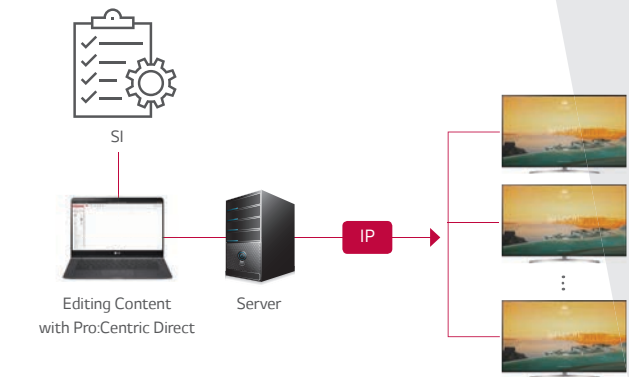 SI
IP
Editing Content
with Pro:Centric Direct
Server